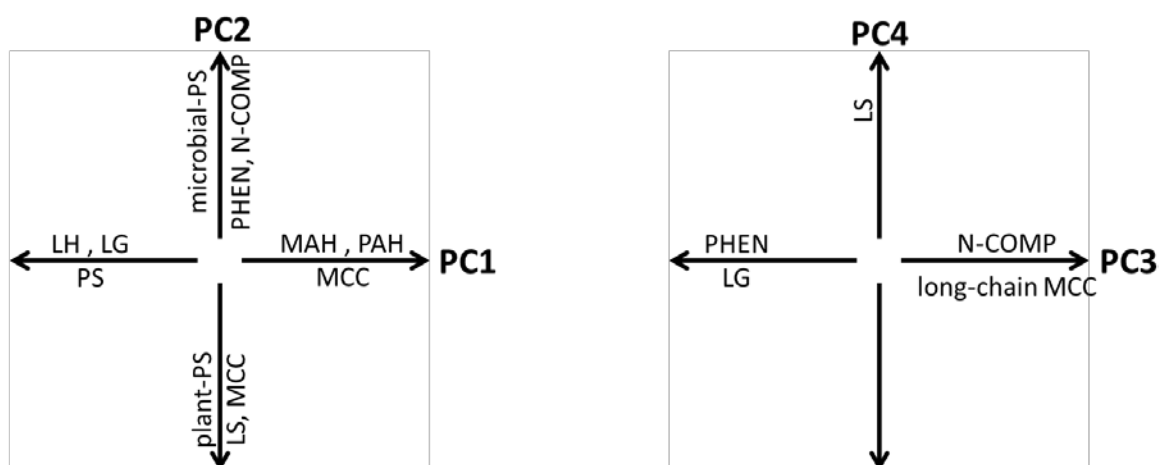 PC2
microbial-PS
PHEN, N-COMP
LH , LG
PS
MAH , PAH
MCC
PC1
plant-PS
LS, MCC
PC4
LS
PHEN
LG
N-COMP
long-chain MCC
PC3